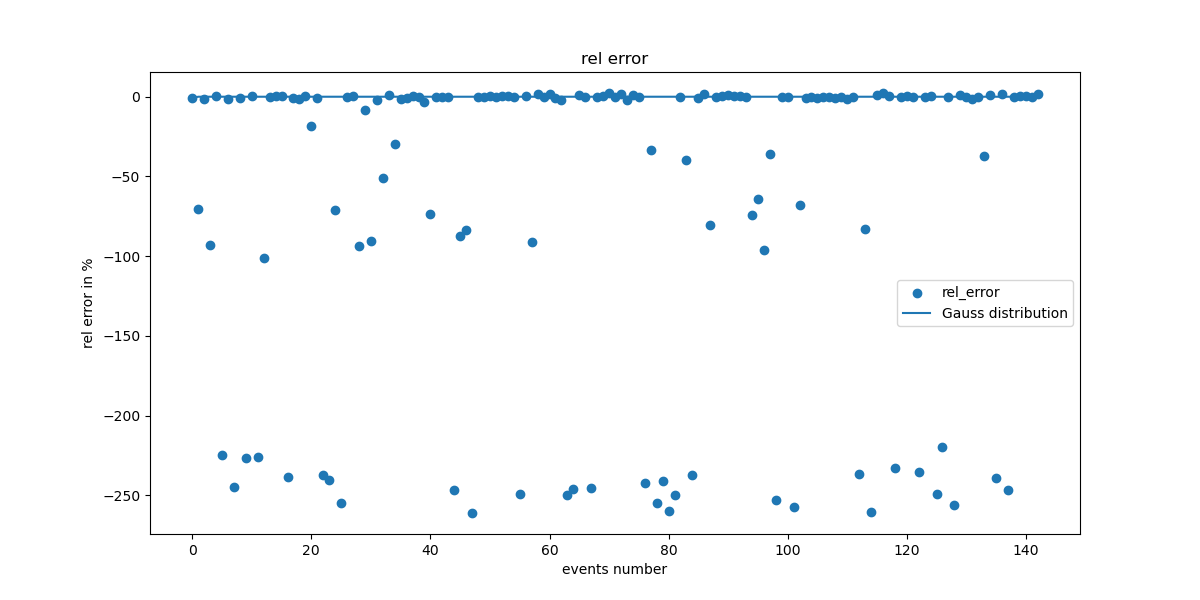 rel error
0
−50
−100
−150
−200
−250
rel error in %
rel_error
Gauss distribution
0 20 40 60 80 100 120 140
events number